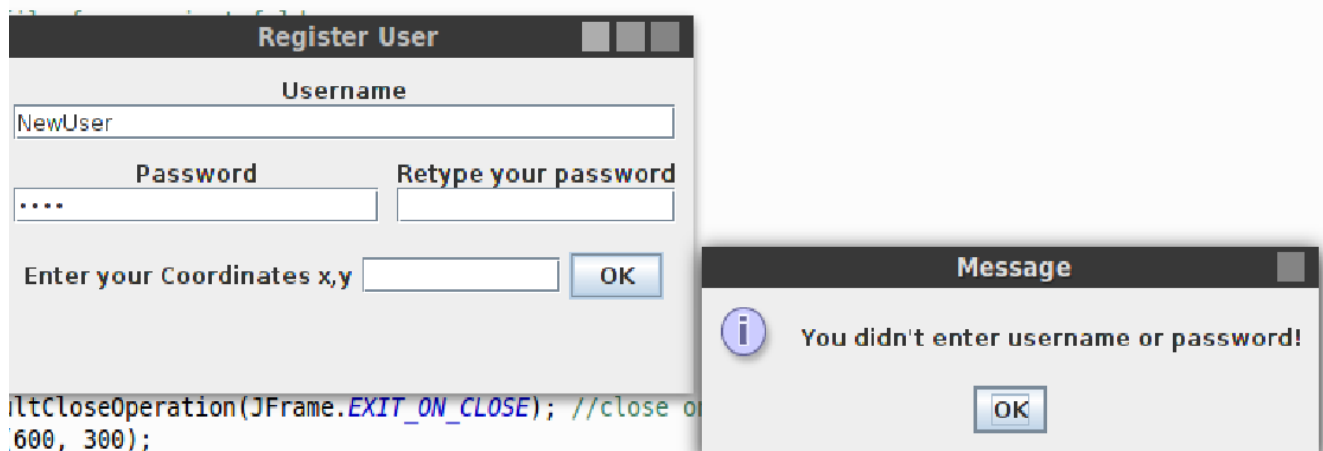 Register User
Username
NewUser
Password Retype your password
Enter your Coordinates x,y OK
Message
i You didn't enter username or password!
OK
ltCloseOperation(JFrame.EXIT_ON_CLOSE); //close o
(600, 300);